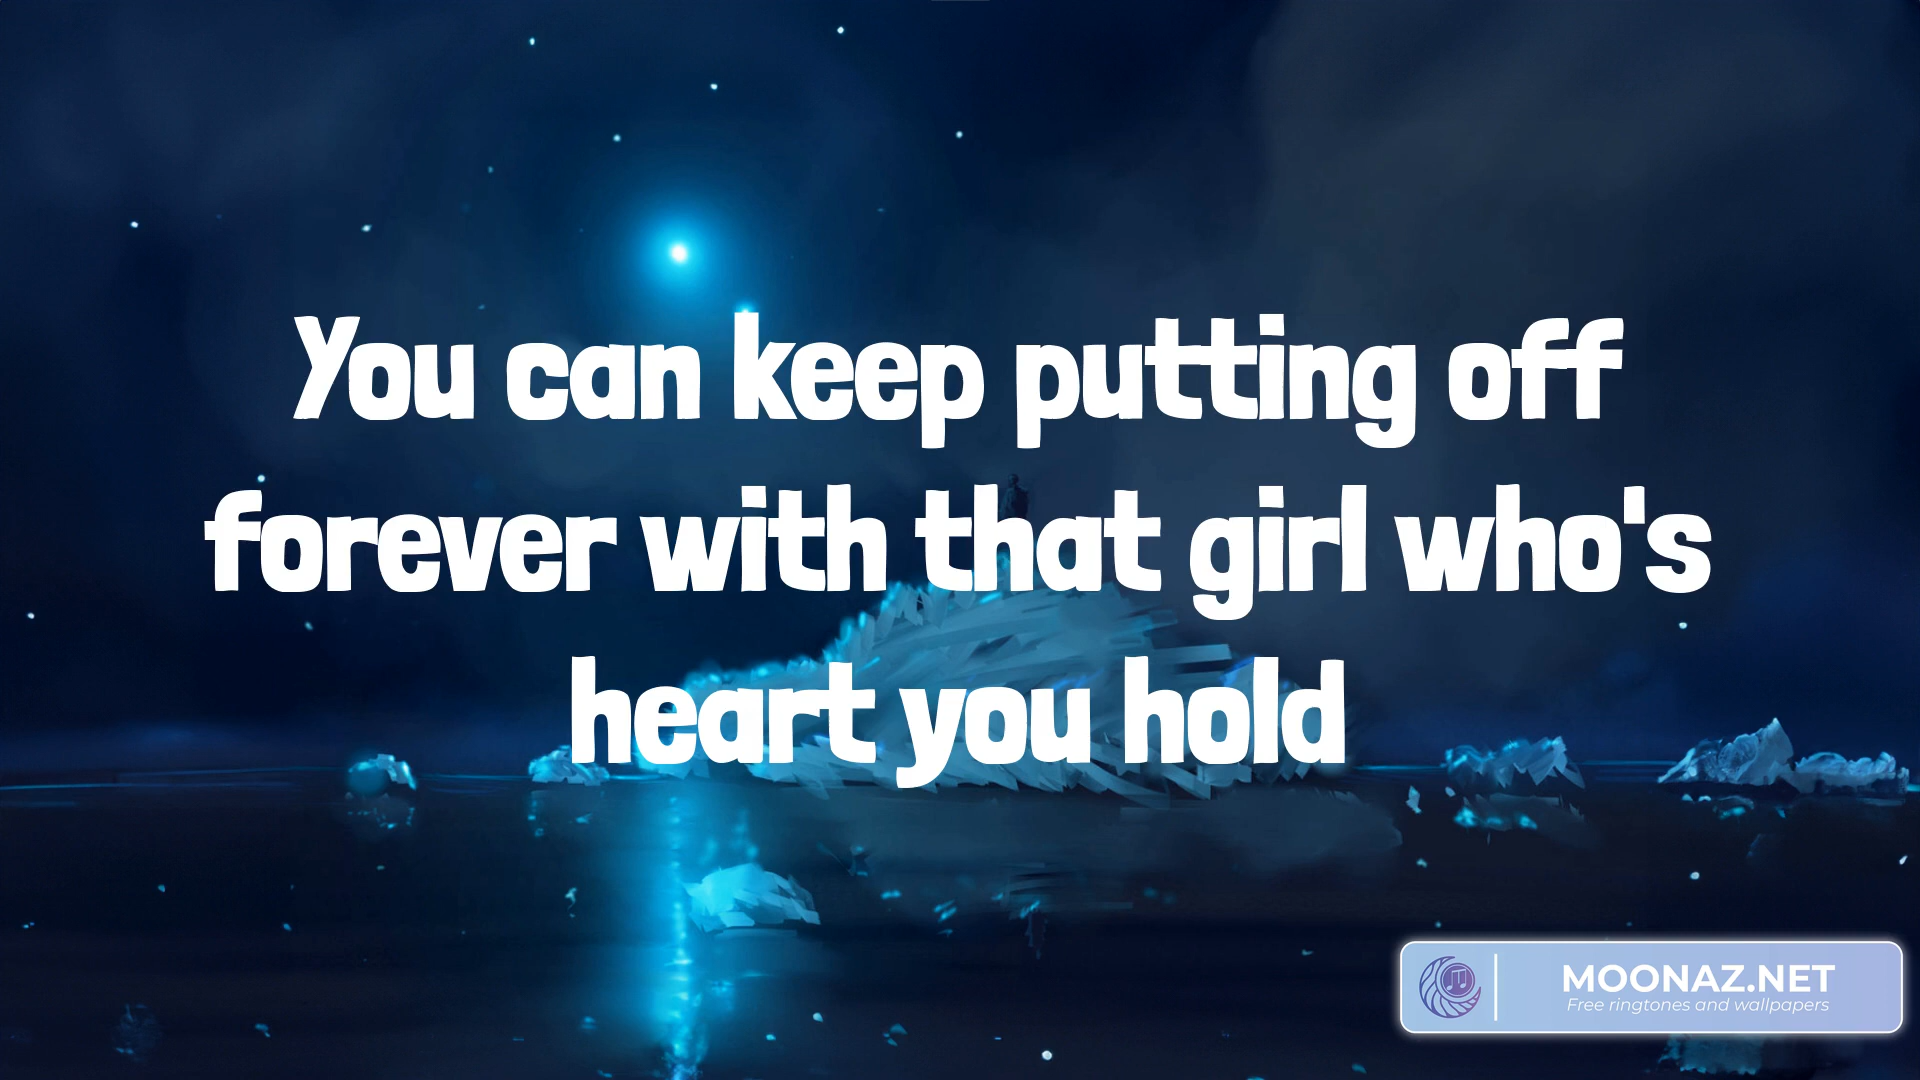 You can keep putting off
forever with that girl who's
heart you hold
MOONAZ.NET
Free ringtones and wallpapers